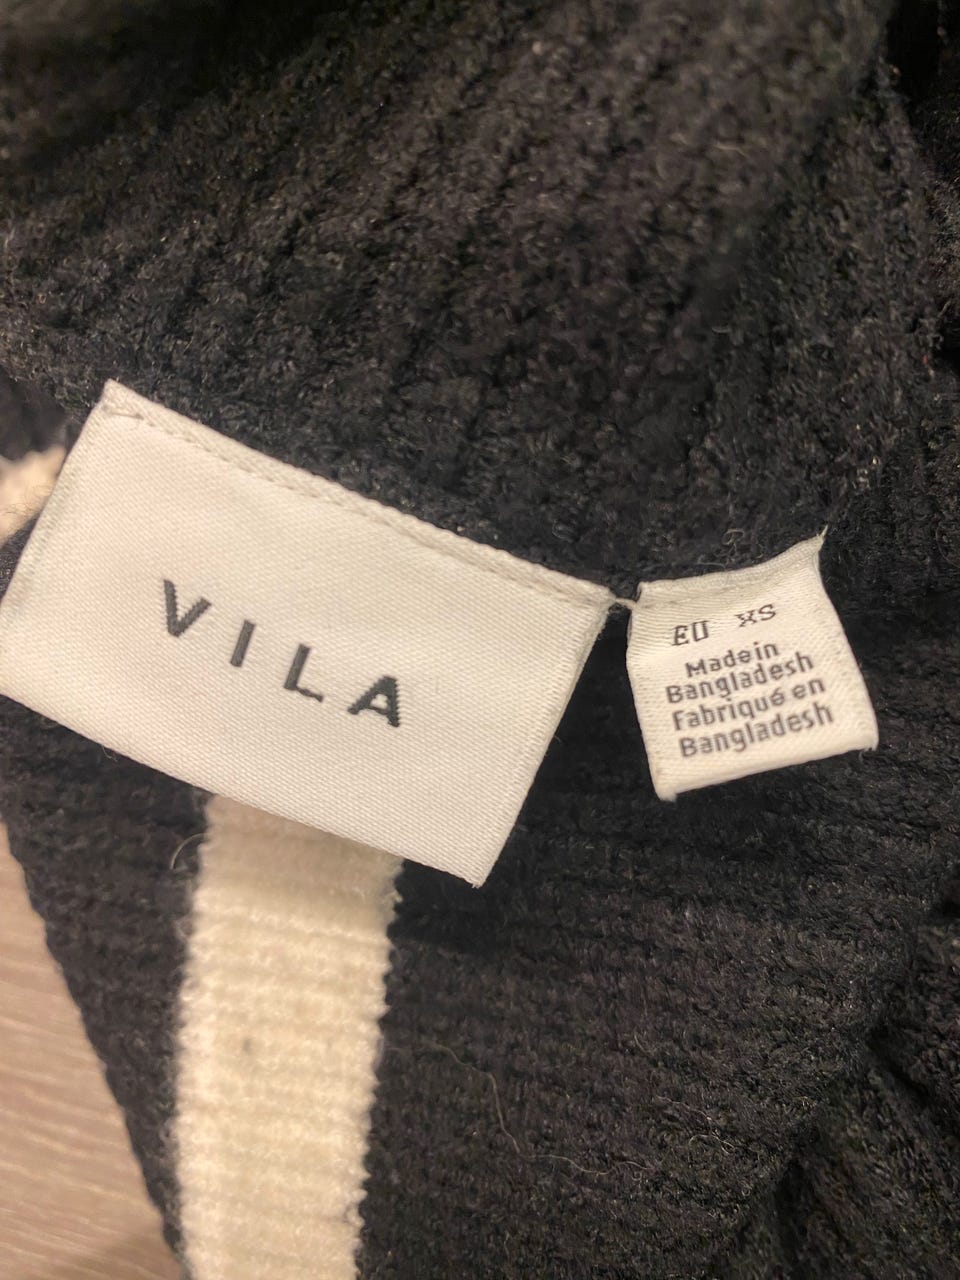 VILA
EU XS
Made in
Bangladesh
Fabriqué en
Bangladesh